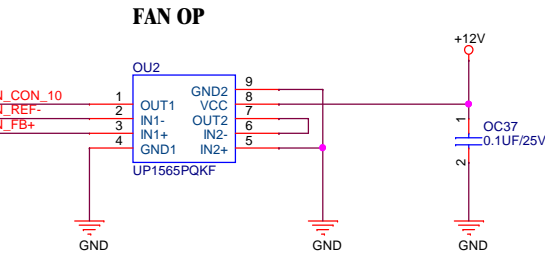 FAN OP
+12V
OU2
N_CON_10
N_REF-
N_FB+
1
2
3
4
OUT1
IN1-
IN1+
GND1
GND2
VCC
OUT2
IN2-
IN2+
9
8
7
6
5
UP1565PQKF
1
2
OC37
0.1UF/25V
GND
GND
GND